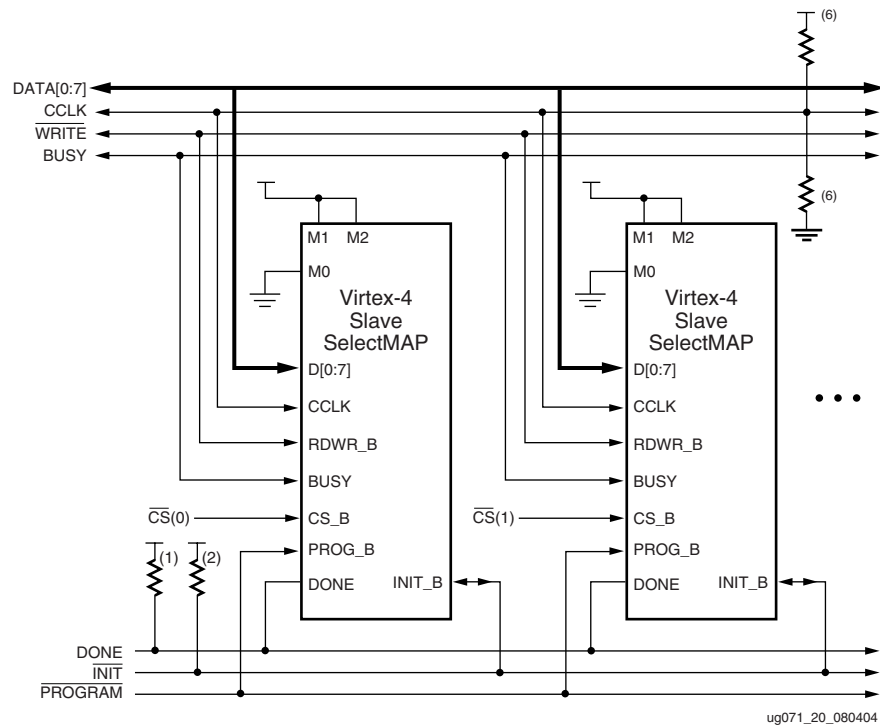 (6)
DATA[0:7]
CCLK
WRITE
BUSY
(6)
M1 M2
M0
Virtex-4
Slave
SelectMAP
D[0:7]
CCLK
RDWR_B
BUSY
CS(0)
CS_B
PROG_B
DONE
INIT_B
M1 M2
M0
Virtex-4
Slave
SelectMAP
D[0:7]
CCLK
RDWR_B
BUSY
CS(1)
CS_B
PROG_B
DONE
INIT_B
(1)
(2)
DONE
INIT
PROGRAM
ug071_20_080404